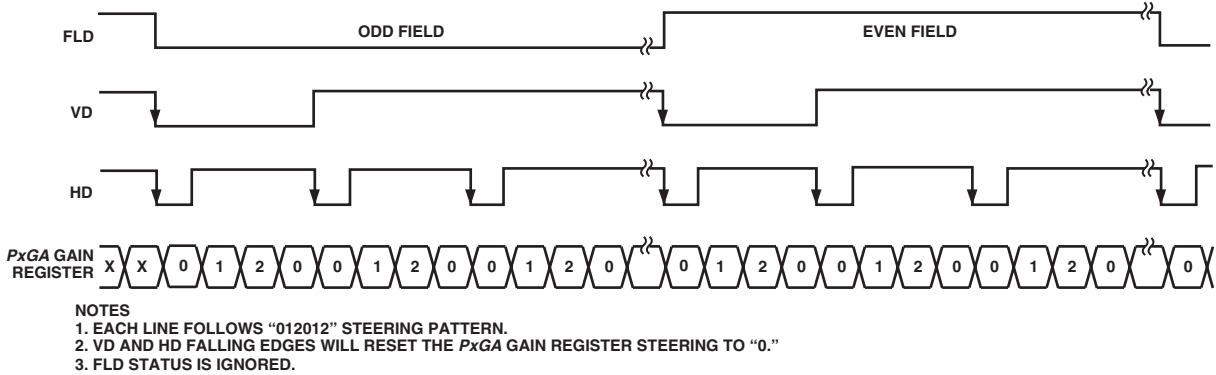 FLD
ODD FIELD
EVEN FIELD
VD
HD
PxGA GAIN
REGISTER
X X 0 1 2 0 0 1 2 0 0 1 2 0 0 1 2 0 0 1 2 0 0 1 2 0 0
NOTES
1. EACH LINE FOLLOWS “012012” STEERING PATTERN.
2. VD AND HD FALLING EDGES WILL RESET THE PxGA GAIN REGISTER STEERING TO “0.”
3. FLD STATUS IS IGNORED.